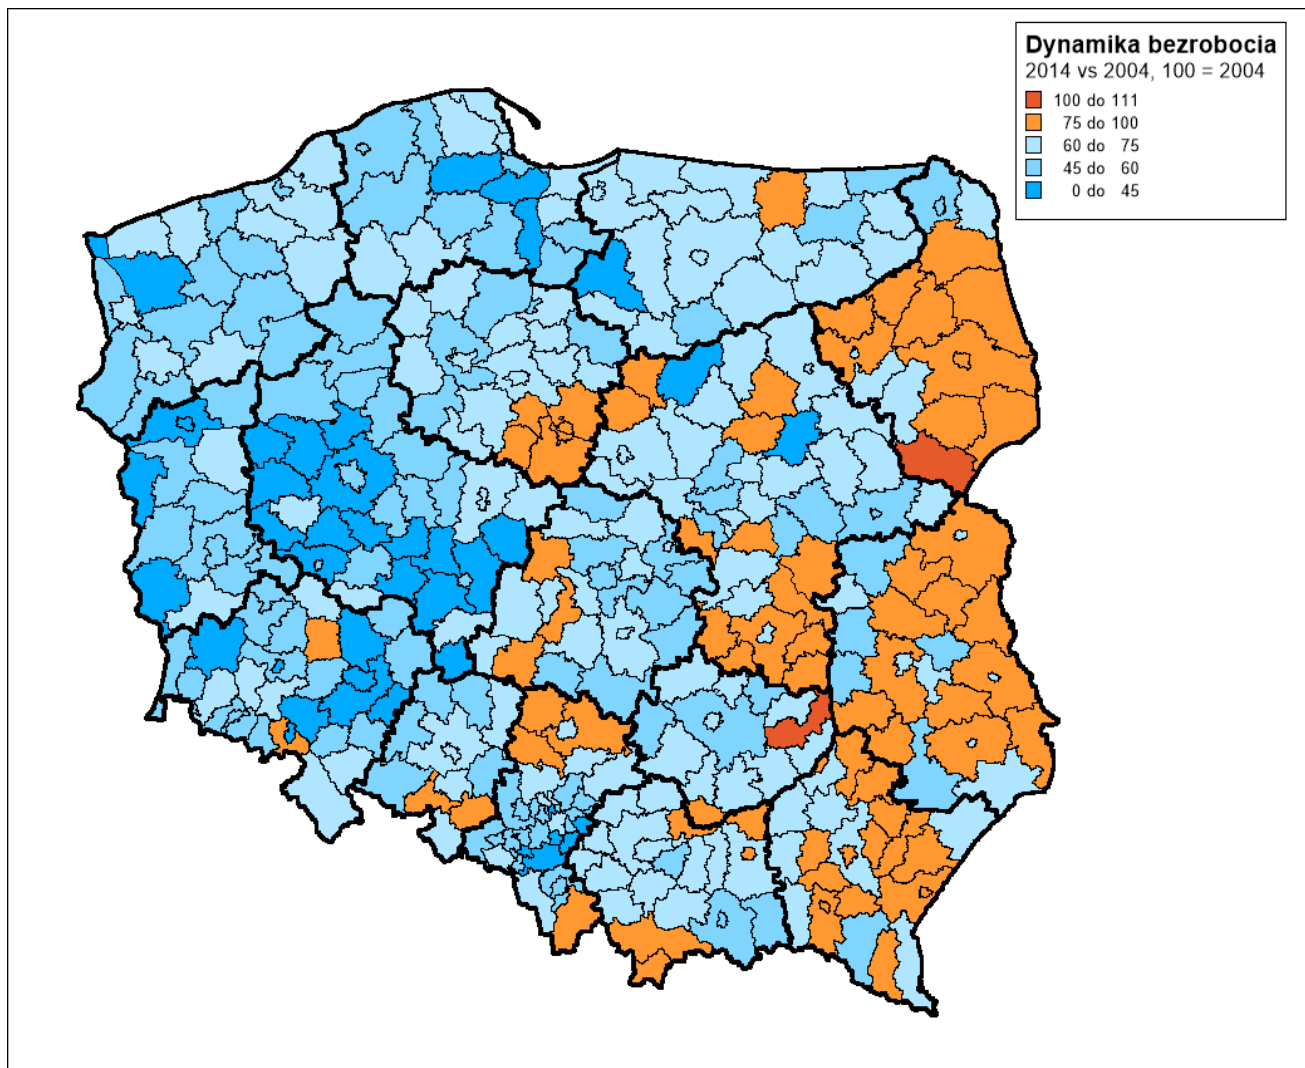 Dynamika bezrobocia
2014 vs 2004, 100 = 2004
100 do 111
75 do 100
60 do 75
45 do 60
0 do 45